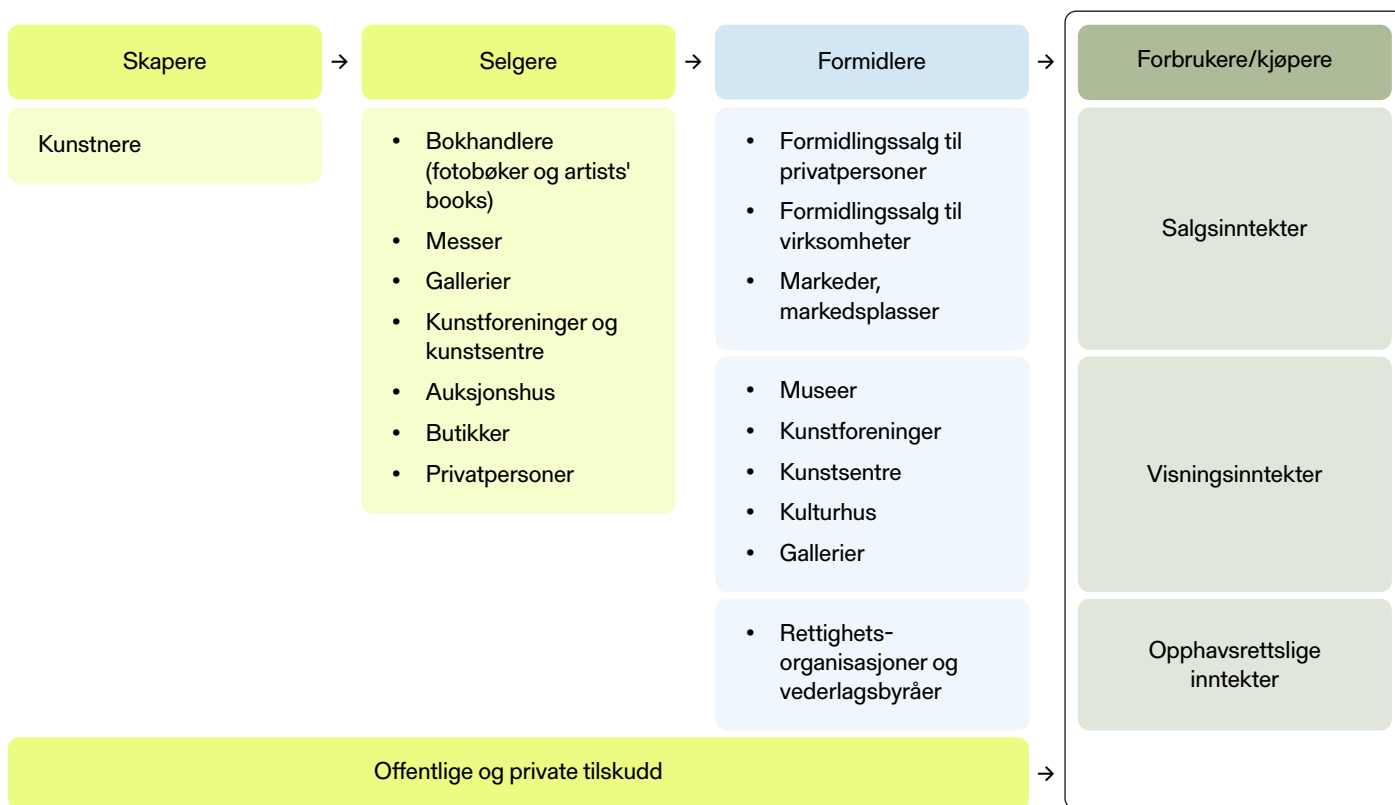 Skapere
→
Selgere
→
Formidlere
→
Forbrukere/kjøpere
Kunstnere
• Bokhandlere
(fotobøker og artists'
books)
• Messer
• Gallerier
• Kunstforeninger og
kunstsentre
• Auksjonshus
• Butikker
• Privatpersoner
• Formidlingssalg til
privatpersoner
• Formidlingssalg til
virksomheter
• Markeder,
markedsplasser
• Museer
• Kunstforeninger
• Kunstsentre
• Kulturhus
• Gallerier
• Rettighets-
organisasjoner og
vederlagsbyråer
Salgsinntekter
Visningsinntekter
Opphavsrettslige
inntekter
Offentlige og private tilskudd
→